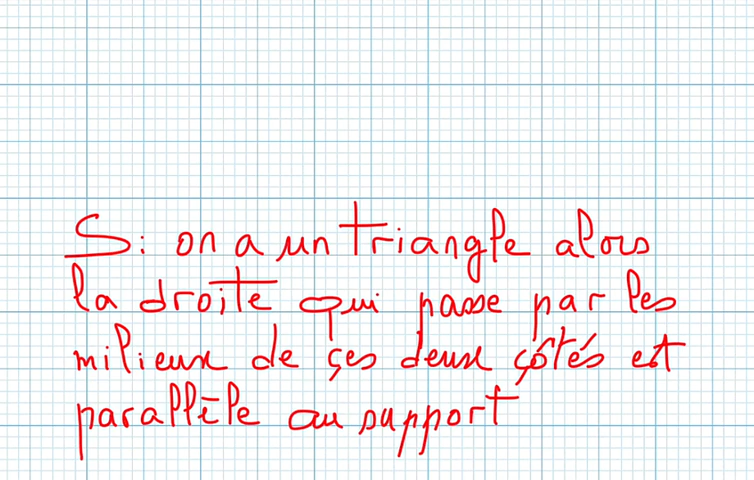 Si on a un triangle alors
la droite qui passe par les
milieux de ses deux côtés est
parallèle au support